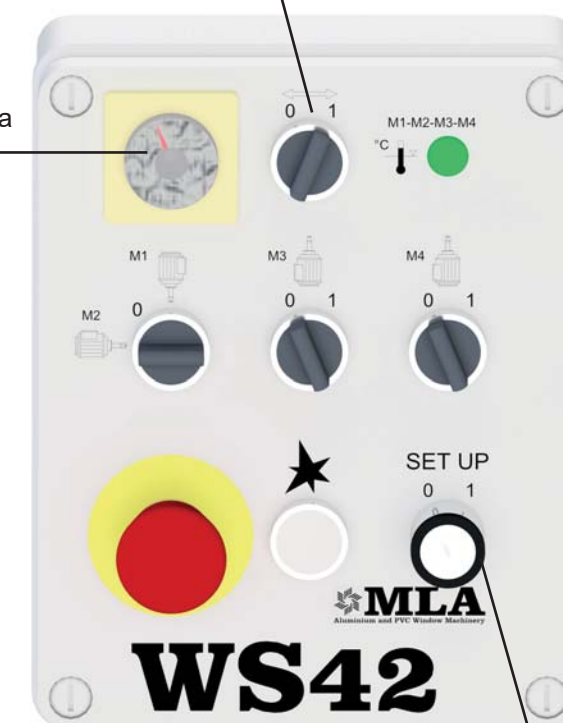 a
0 1
M1-M2-M3-M4
°C
M1
M3
M4
M2
0
0 1
0 1
SET UP
0 1
MLA
Aluminium and PVC Window Machinery
WS42